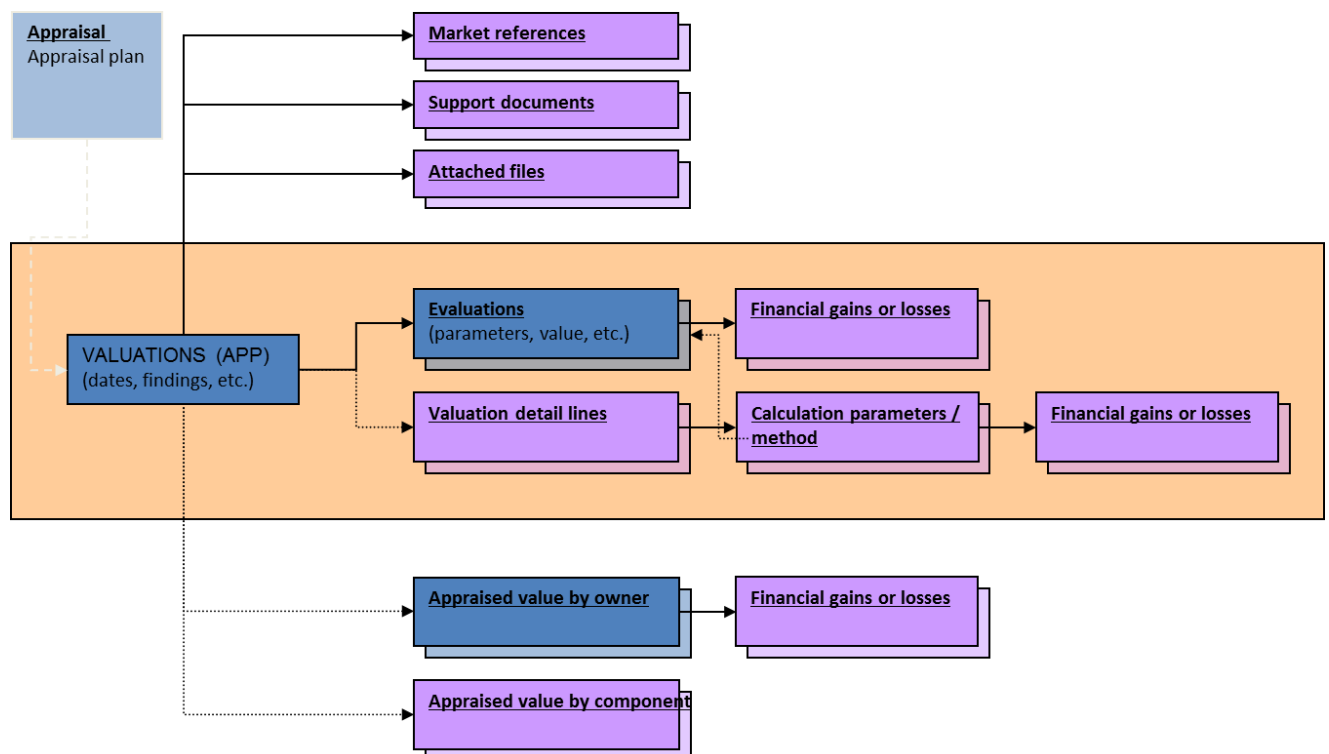 Appraisal
Appraisal plan
Market references
Support documents
Attached files
VALUATIONS (APP)
(dates, findings, etc.)
Evaluations
(parameters, value, etc.)
Financial gains or losses
Valuation detail lines
Calculation parameters /
method
Financial gains or losses
Appraised value by owner
Financial gains or losses
Appraised value by component